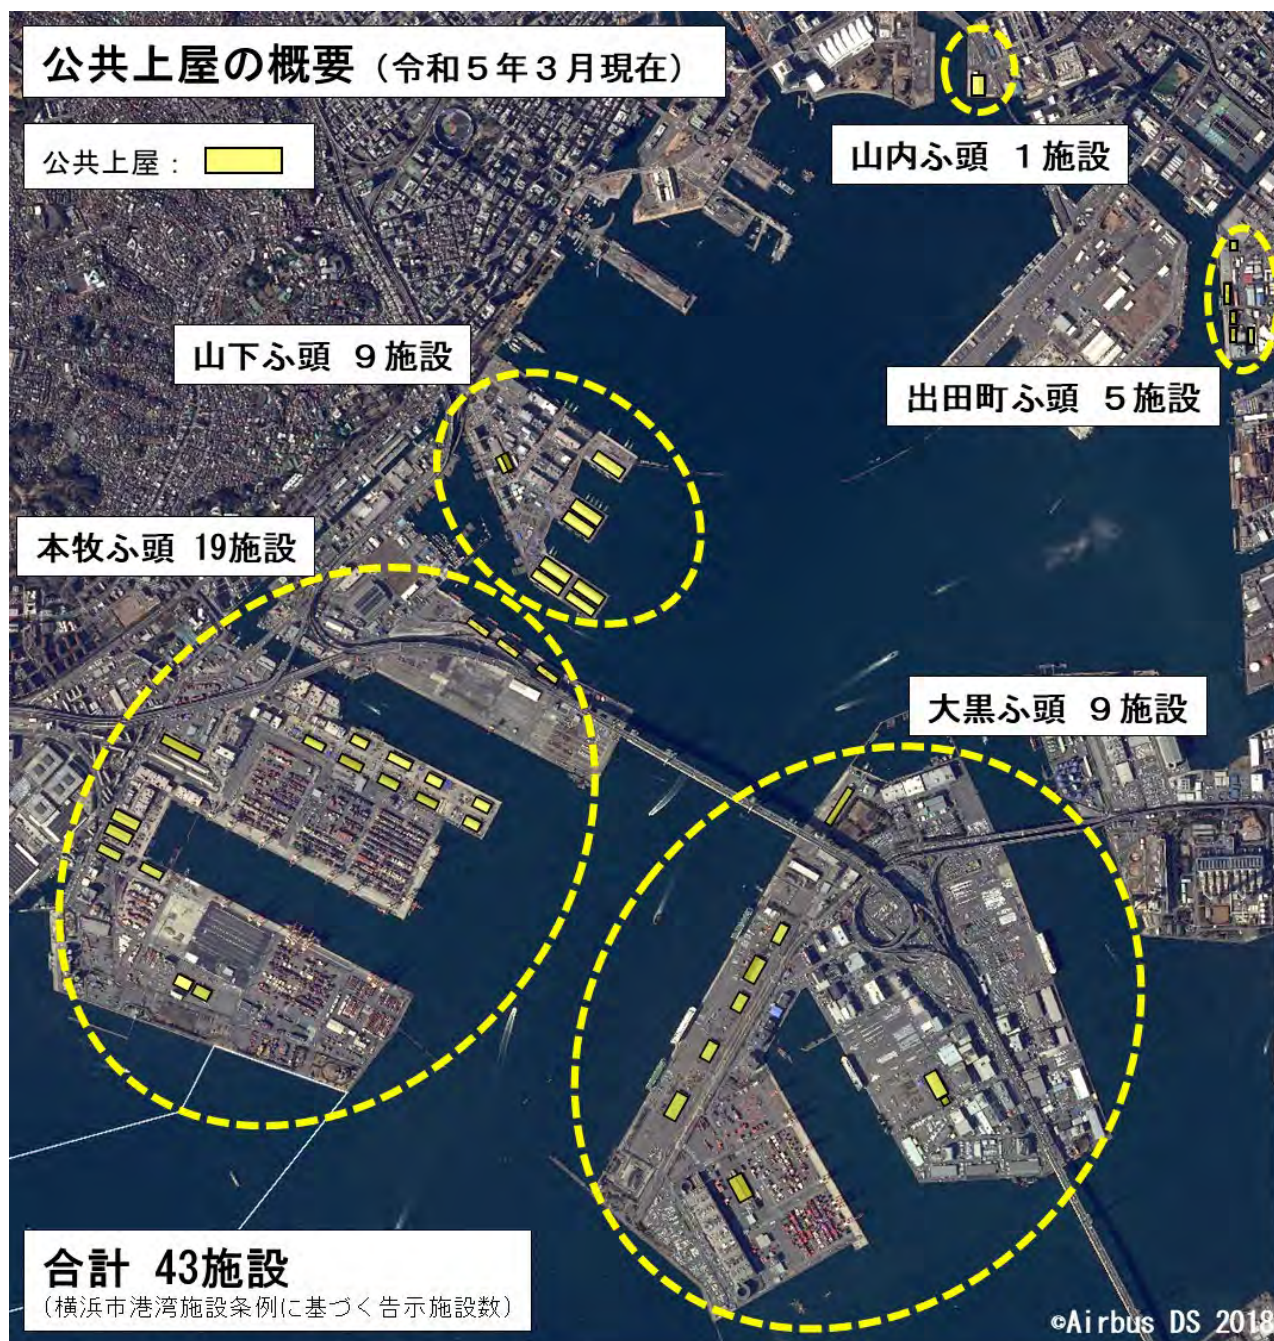 公共上屋の概要（令和５年３月現在）
公共上屋：
山内ふ頭 １施設
山下ふ頭 ９施設
出田町ふ頭 ５施設
本牧ふ頭 19施設
大黒ふ頭 ９施設
合計 43施設
（横浜市港湾施設条例に基づく告示施設数）
©Airbus DS 2018